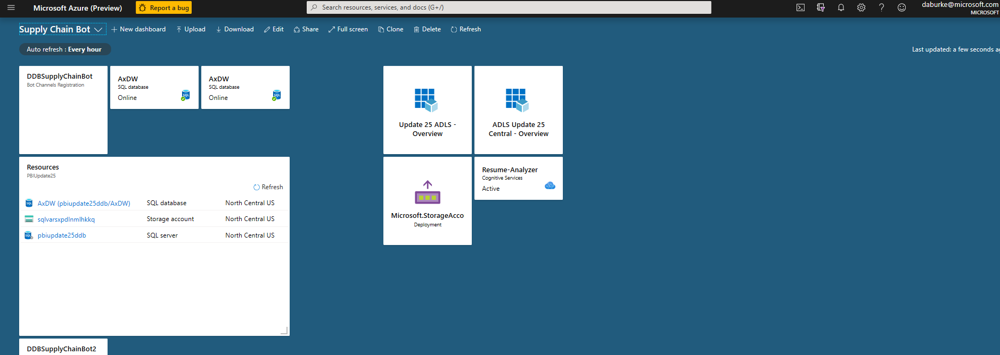 Microsoft Azure (Preview)
Report a bug
Search resources, services, and docs (G+/)
daburke@microsoft.com
MICROSOFT
Supply Chain Bot
New dashboard
Upload
Download
Edit
Share
Full screen
Clone
Delete
Refresh
Auto refresh : Every hour
Last updated: a few seconds ag
DDBSupplyChainBot
Bot Channels Registration
AxDW
SQL database
Online
AxDW
SQL database
Online
Update 25 ADLS -
Overview
ADLS Update 25
Central - Overview
Resources
PBIUpdate25
Refresh
AxDW (pbiupdate25ddb/AxDW) SQL database North Central US
sqlvarsxpdlnmlhkkq Storage account North Central US
pbiupdate25ddb SQL server North Central US
Microsoft.StorageAcco
Deployment
Resume-Analyzer
Cognitive Services
Active
DDBSupplyChainBot2